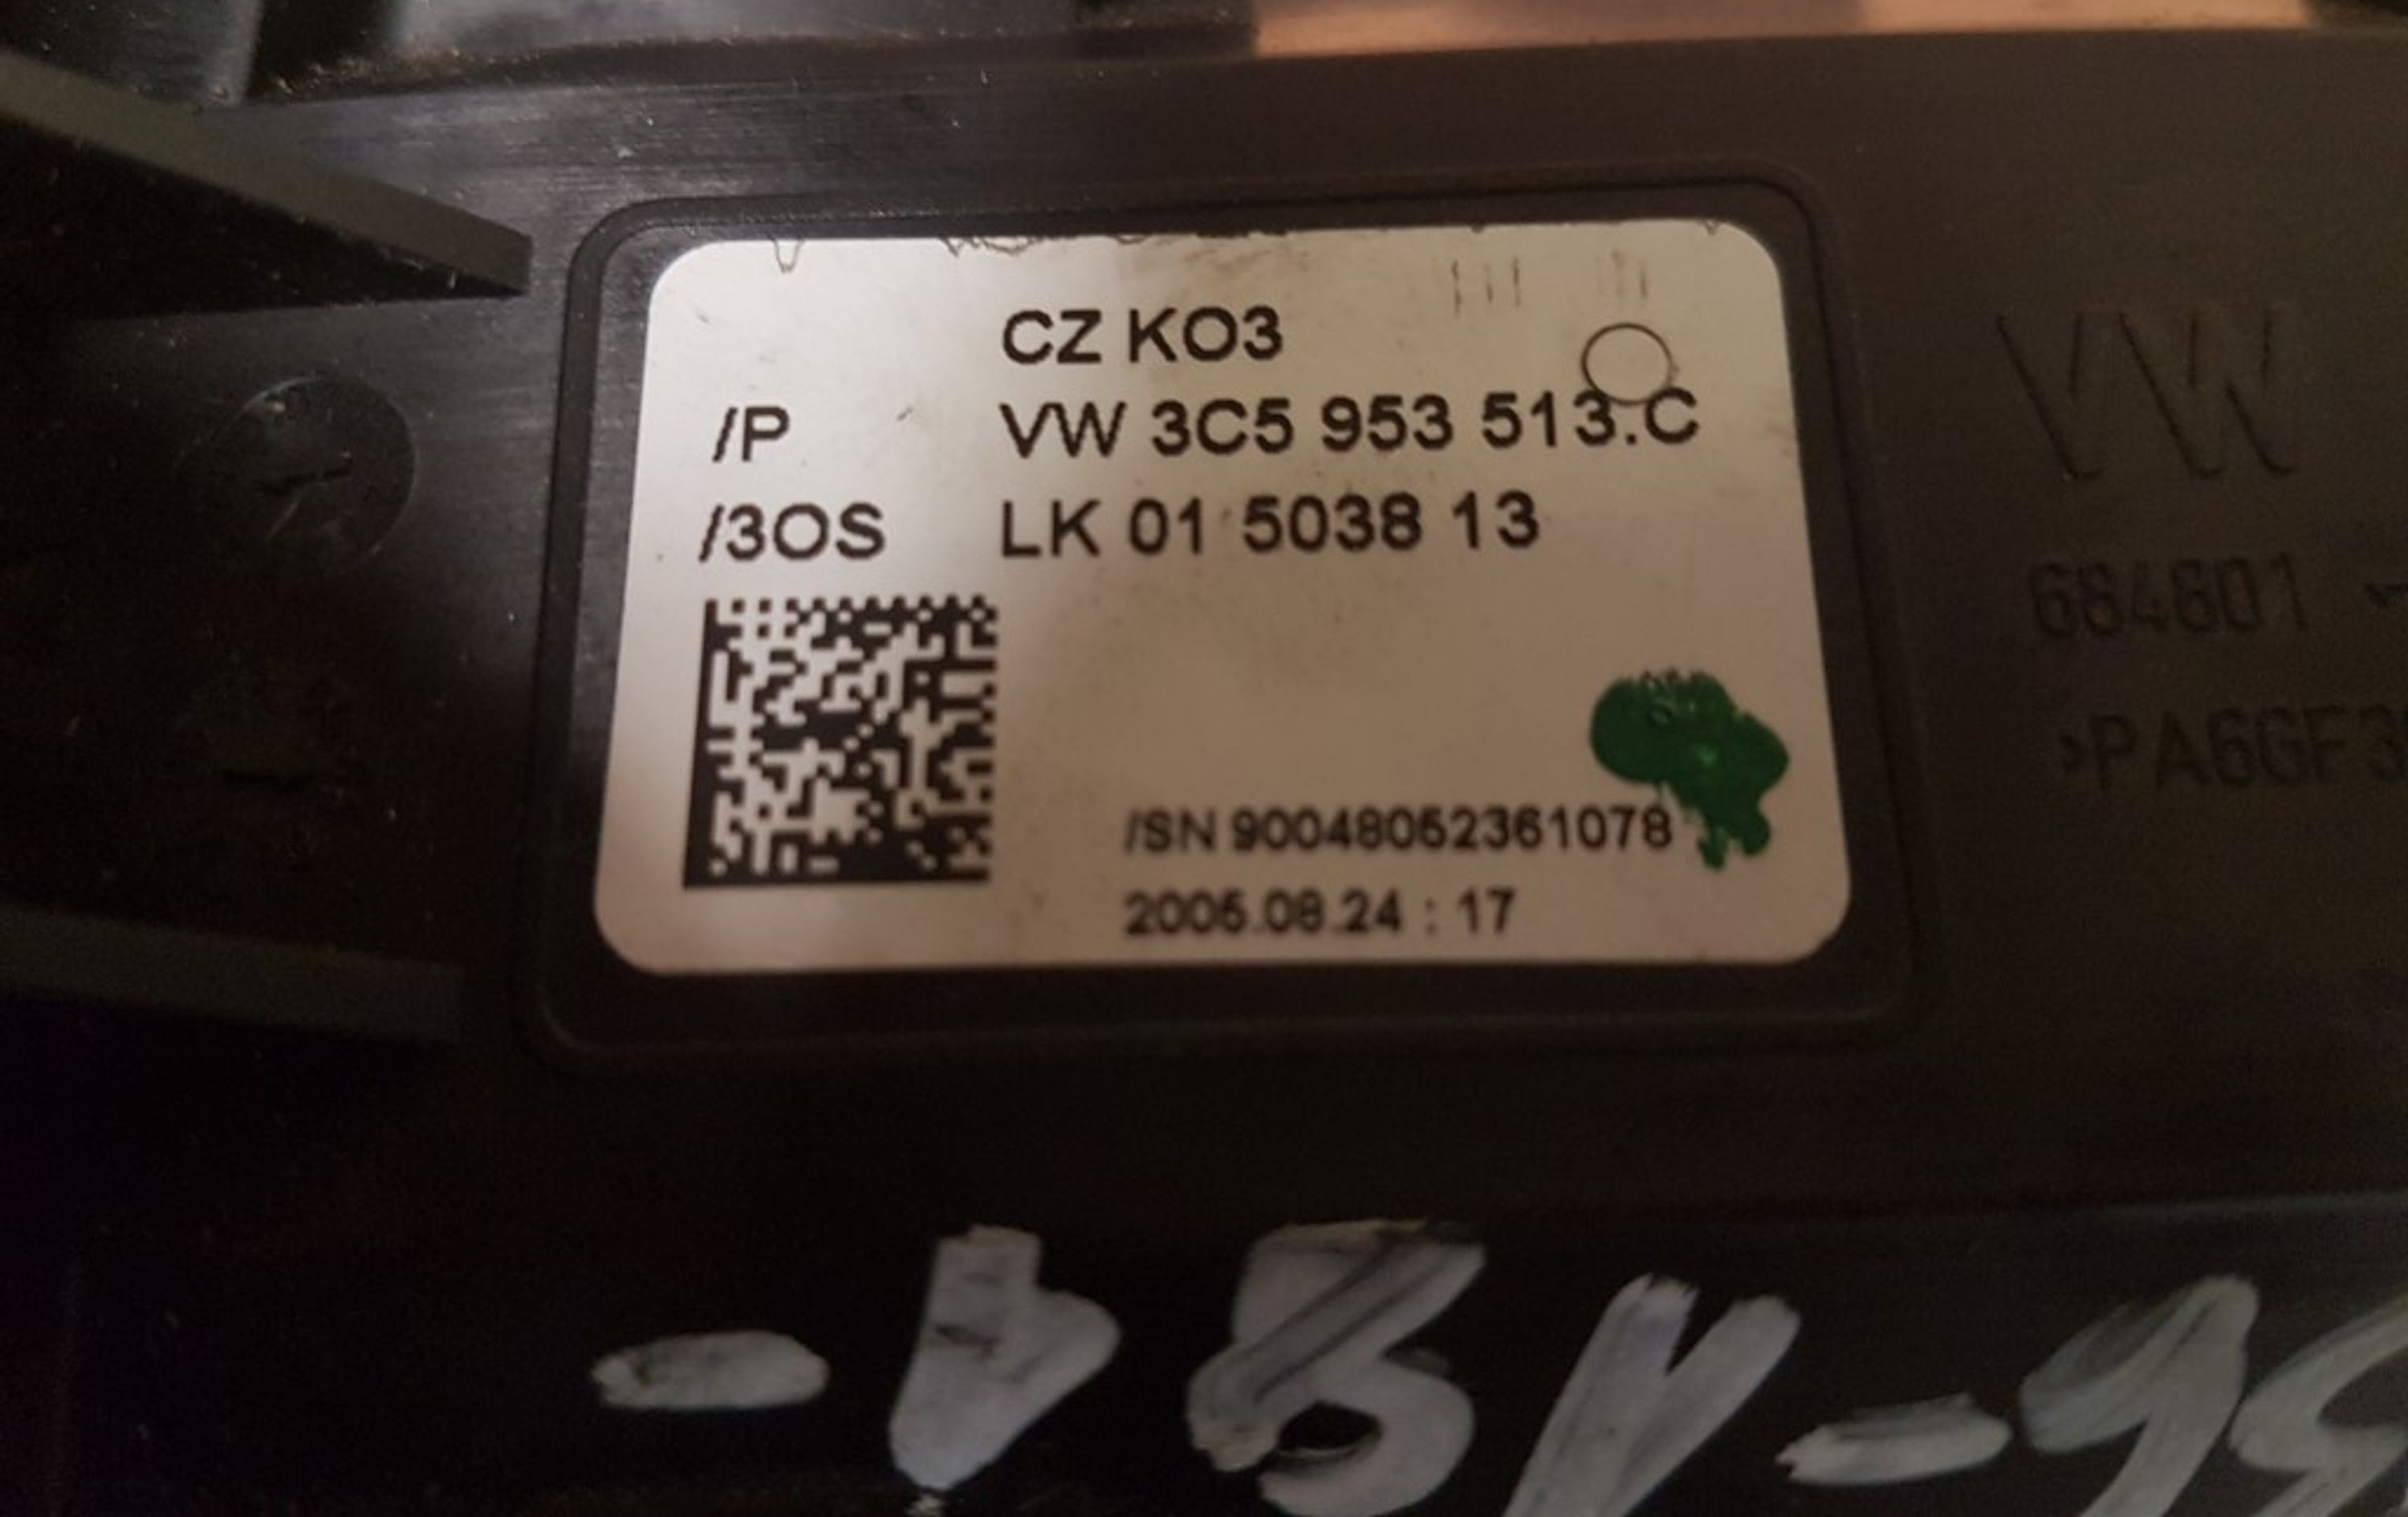 CZ KO3
/P VW 3C5 953 513.C
/3OS LK 01 5038 13
/SN 90048052361078
2005.08.24 : 17
VW
684801
>PA6GF3